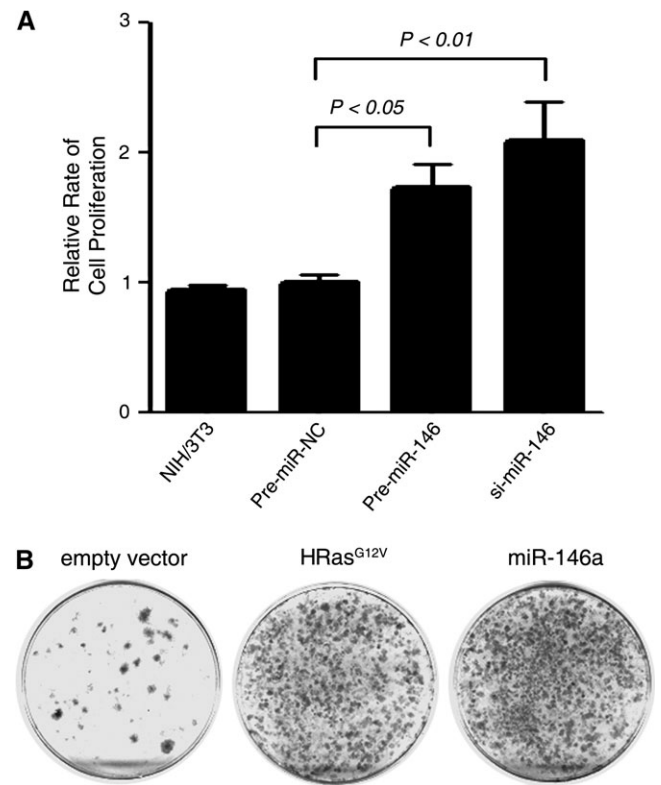 A
3
P < 0.01
P < 0.05
2
Relative Rate of
Cell Proliferation
1
0
NIH/3T3
Pre-miR-NC
Pre-miR-146
si-miR-146
B
empty vector
HRasG12V
miR-146a